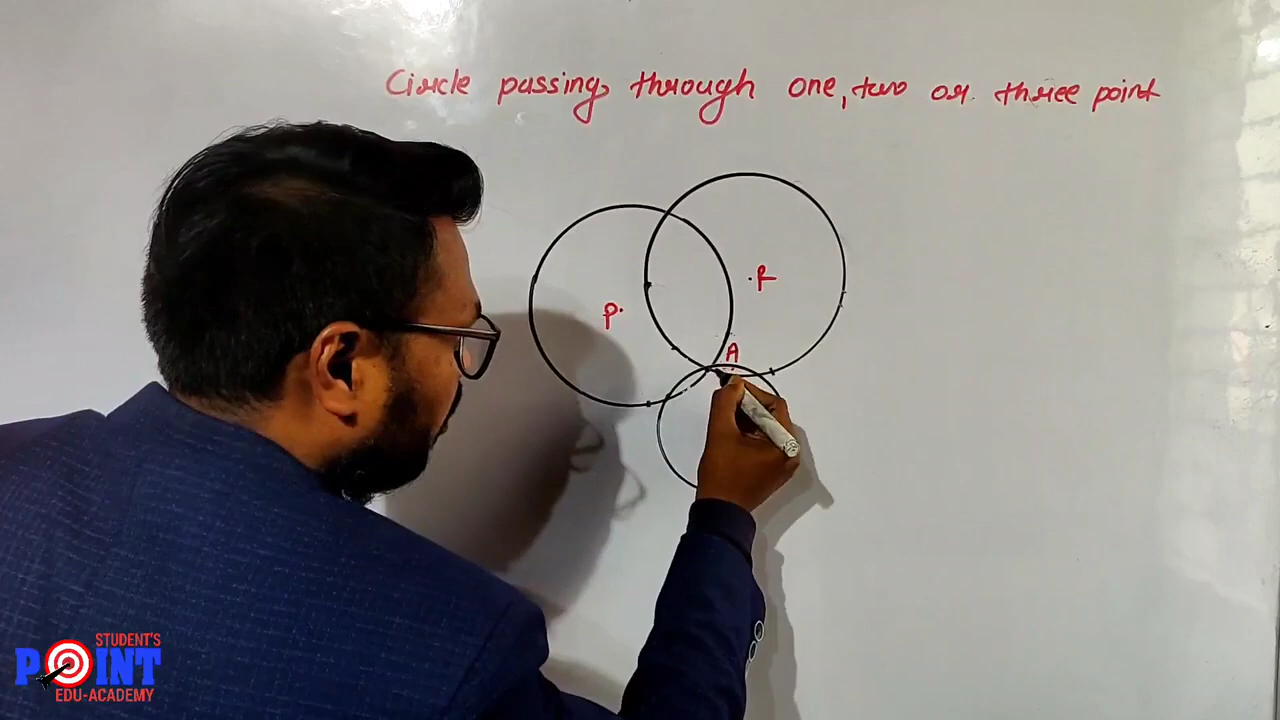 Circle passing through one, two or three point
P
R
A
STUDENT'S
POINT
EDU-ACADEMY